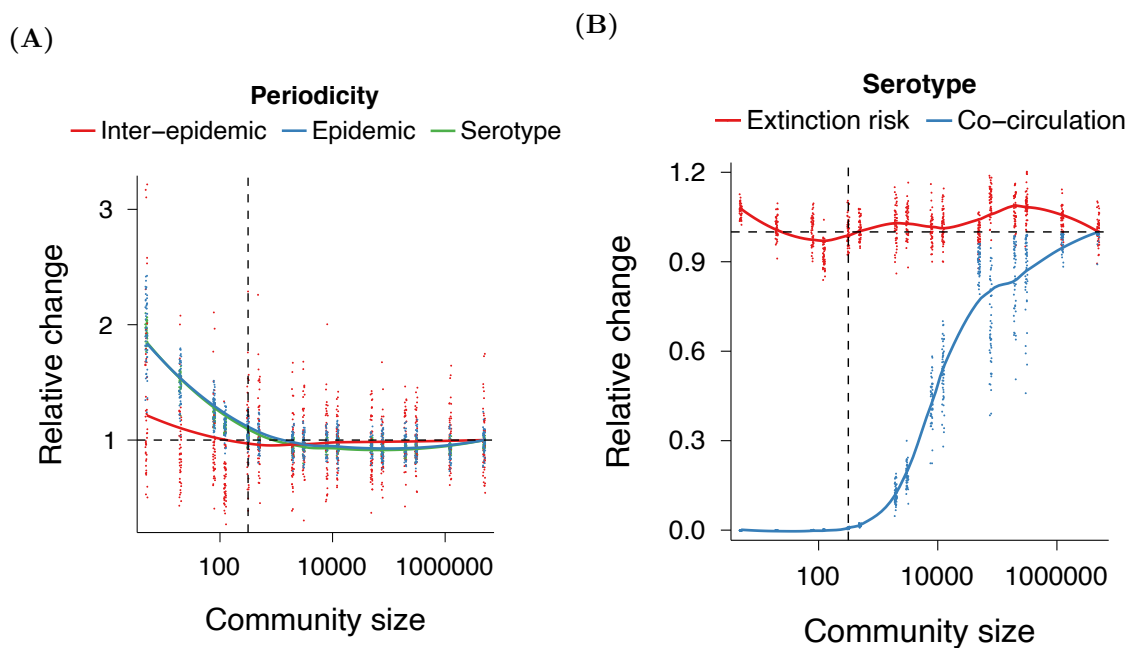 (A)
Periodicity
Inter−epidemic Epidemic Serotype
3
2
1
Relative change
100 10000 1000000
Community size
(B)
Serotype
Extinction risk Co−circulation
1.2
0.9
0.6
0.3
0.0
Relative change
100 10000 1000000
Community size